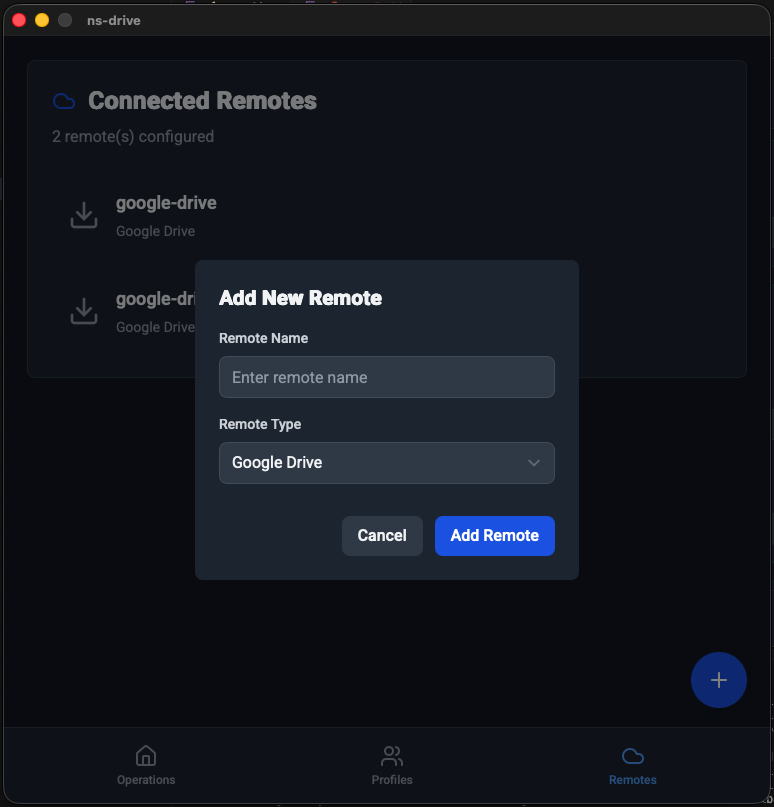 ns-drive
Connected Remotes
2 remote(s) configured
google-drive
Google Drive
google-dri
Google Drive
Add New Remote
Remote Name
Enter remote name
Remote Type
Google Drive
Cancel
Add Remote
Operations
Profiles
Remotes